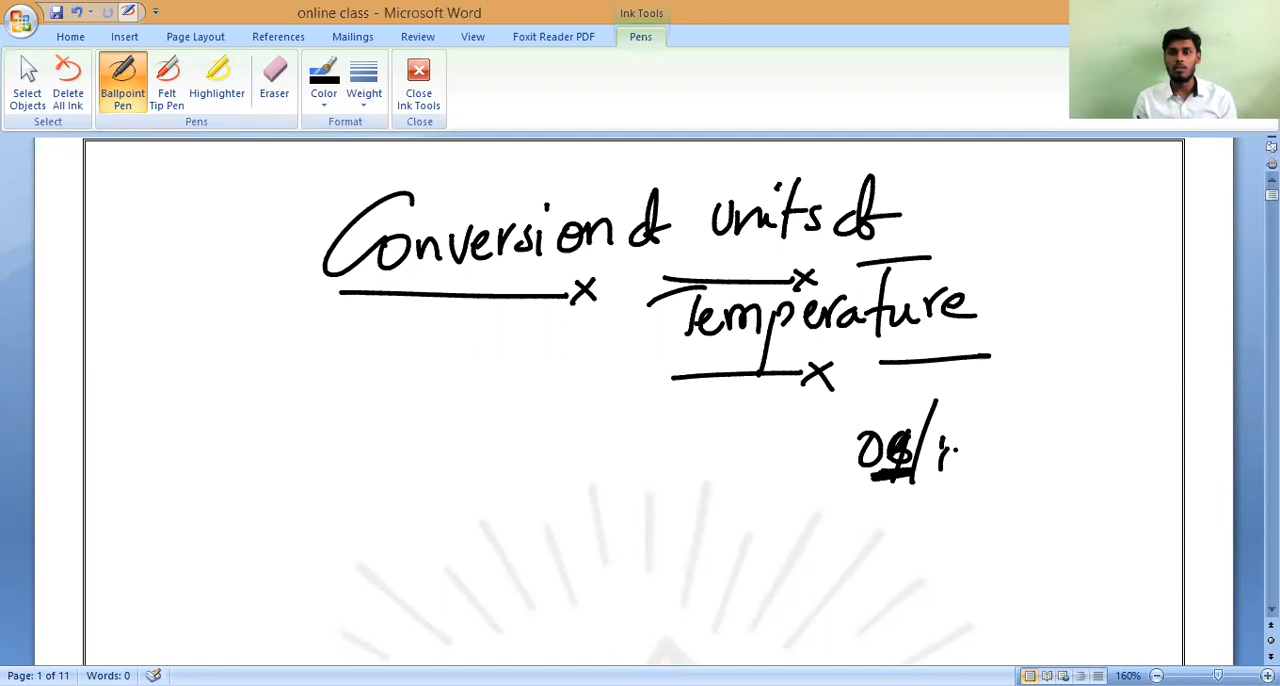 online class - Microsoft Word
Ink Tools
Home Insert Page Layout References Mailings Review View Foxit Reader PDF Pens
Select Objects
Delete All Ink
Ballpoint Pen
Felt Tip Pen
Highlighter
Eraser
Color
Weight
Close Ink Tools
Select Pens Format Close
Conversion of units of
Temperature
Page: 1 of 11 Words: 0 160%